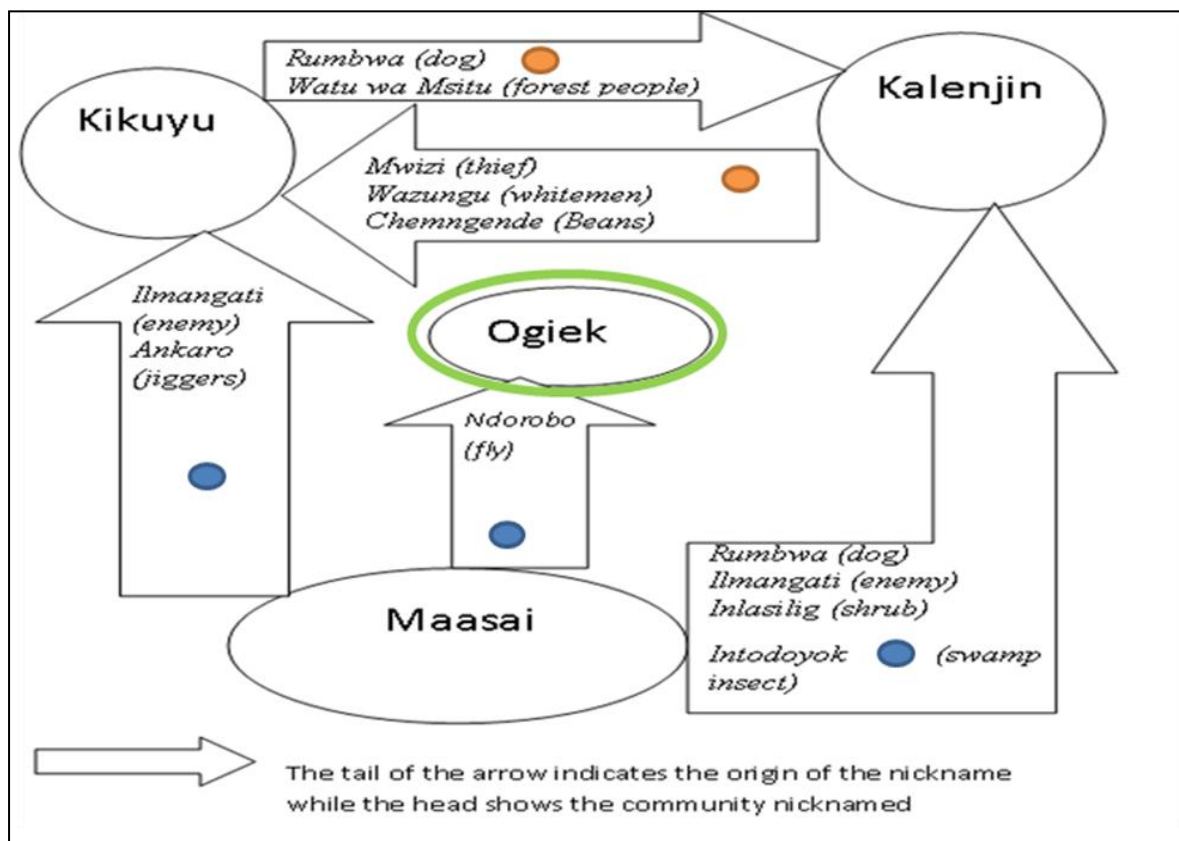 Rumbwa (dog)
Watu wa Msitu (forest people)
Kikuyu
Kalenjin
Mwizi (thief)
Wazungu (whitemen)
Chemngende (Beans)
Ilmangati
(enemy)
Ankaro
(jiggers)
Ogiek
Ndorobo
(fly)
Maasai
Rumbwa (dog)
Ilmangati (enemy)
Inlasilig (shrub)
Intodoyok (swamp
insect)
The tail of the arrow indicates the origin of the nickname
while the head shows the community nicknamed